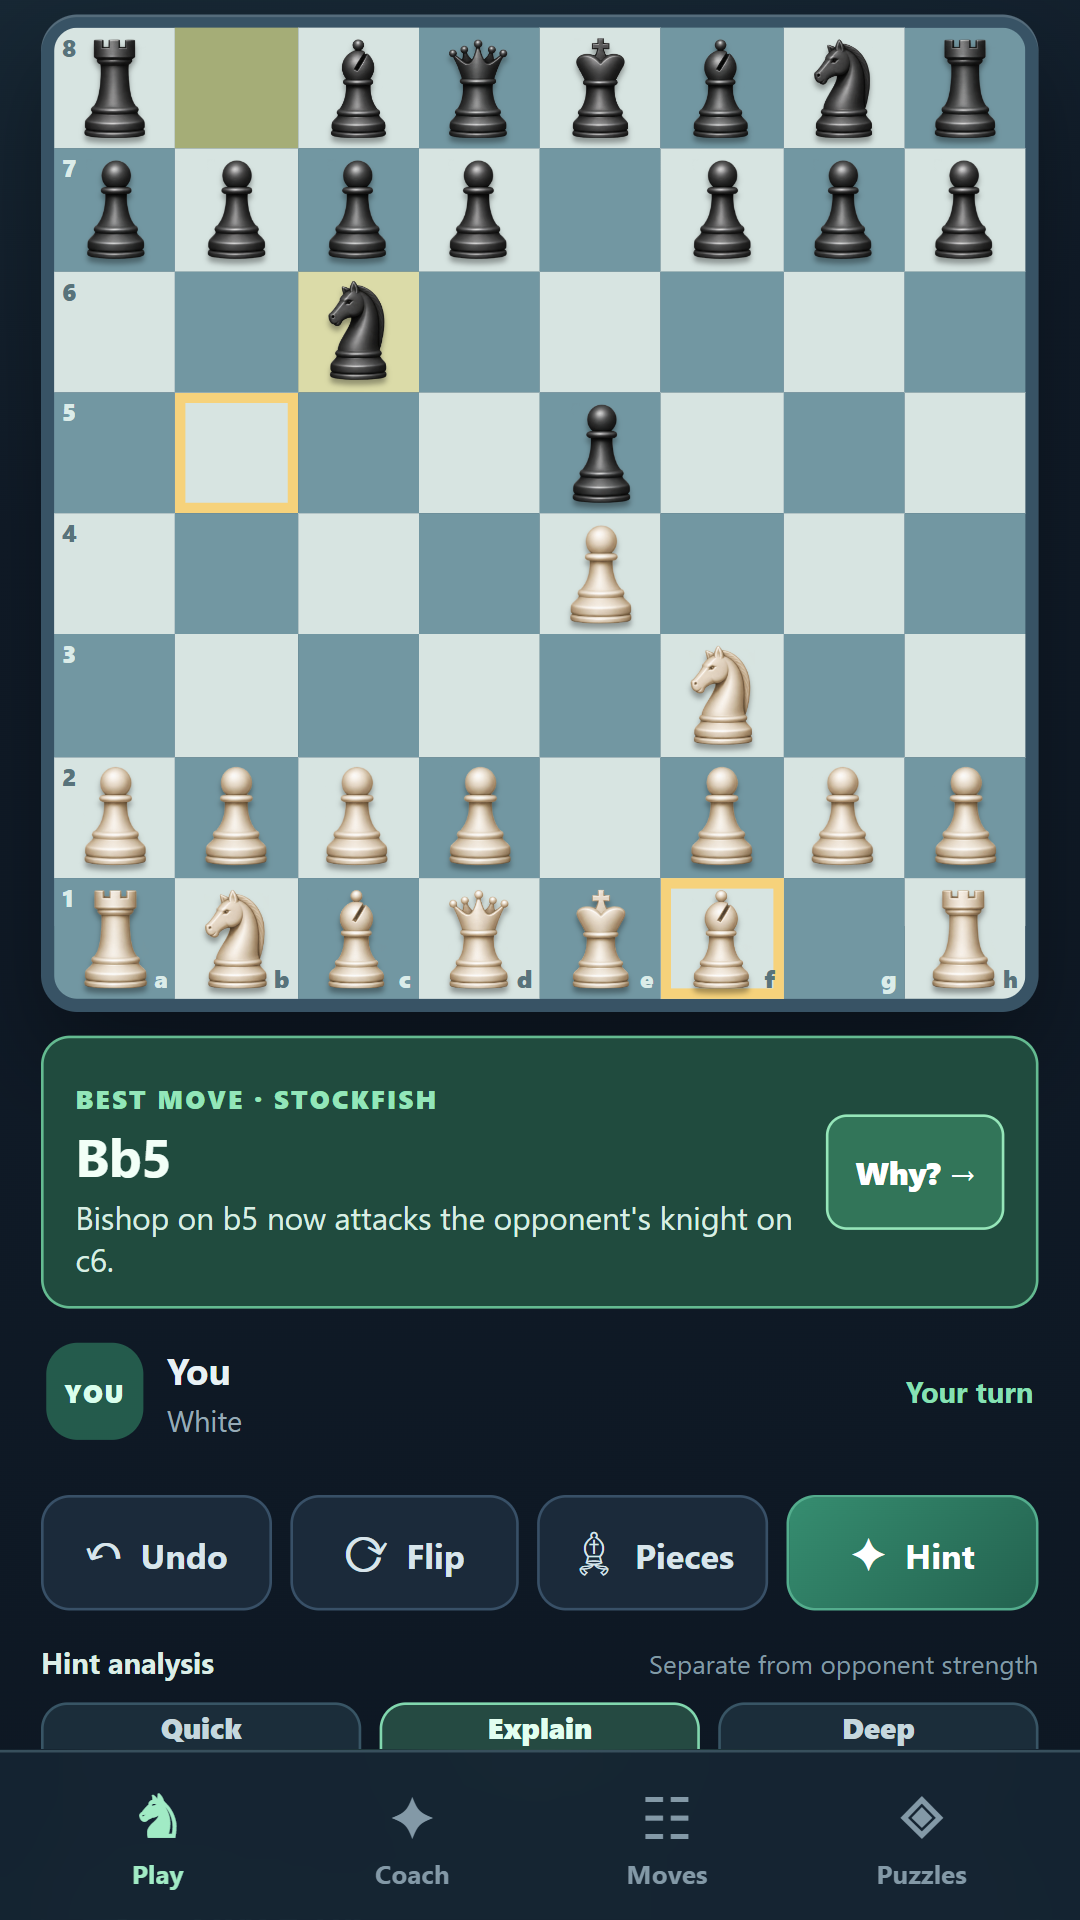 8
7
6
5
4
3
2
1
a b c d e f g h
BEST MOVE · STOCKFISH
Bb5
Bishop on b5 now attacks the opponent's knight on
c6.
Why? →
YOU
You
White
Your turn
Undo
Flip
Pieces
Hint
Hint analysis
Separate from opponent strength
Quick
Explain
Deep
Play
Coach
Moves
Puzzles